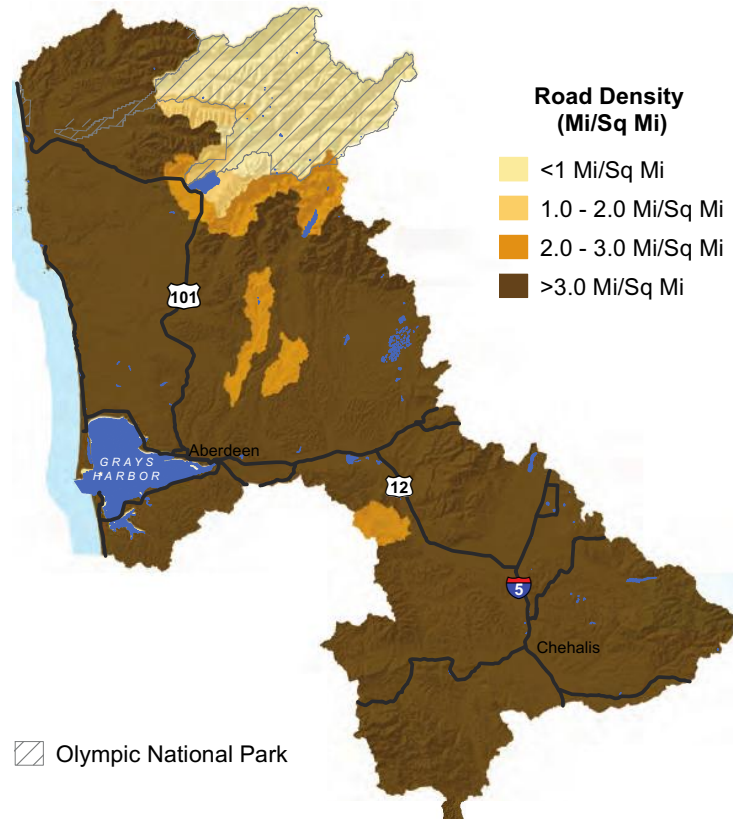 Road Density
(Mi/Sq Mi)
<1 Mi/Sq Mi
1.0 - 2.0 Mi/Sq Mi
2.0 - 3.0 Mi/Sq Mi
>3.0 Mi/Sq Mi
101
Aberdeen
GRAYS
HARBOR
12
5
Chehalis
Olympic National Park